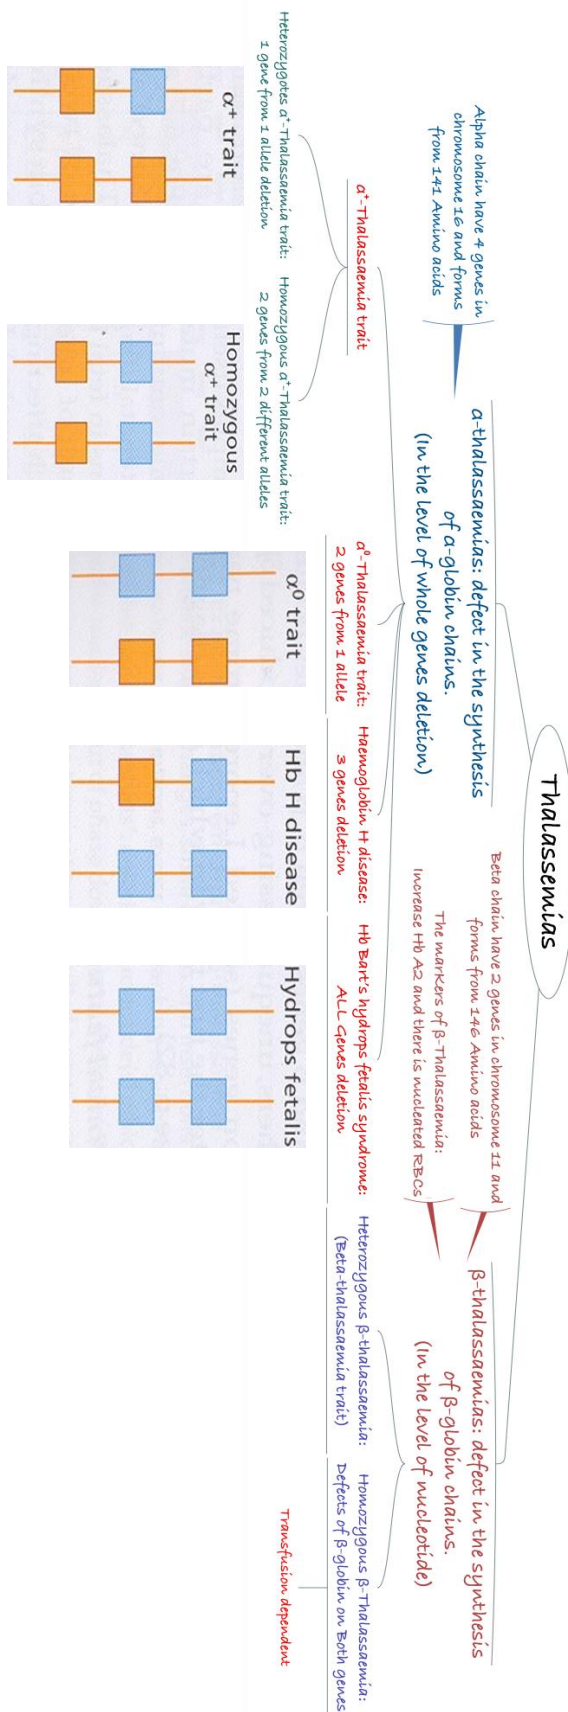 Thalassemias
α-thalassaemias: defect in the synthesis
of α-globin chains.
(In the level of whole genes deletion)
Alpha chain have 4 genes in
chromosome 16 and forms
from 141 Amino acids
α⁺-Thalassaemia trait
Heterozygotes α⁺-Thalassaemia trait:
1 gene from 1 allele deletion
α⁺ trait
Homozygous α⁺-Thalassaemia trait:
2 genes from 2 different alleles
Homozygous
α⁺ trait
α⁰-Thalassaemia trait:
2 genes from 1 allele
α⁰ trait
Haemoglobin H disease:
3 genes deletion
Hb H disease
Hb Bart's hydrops fetalis syndrome:
ALL Genes deletion
Hydrops fetalis
β-thalassaemias: defect in the synthesis
of β-globin chains.
(In the level of nucleotide)
Beta chain have 2 genes in chromosome 11 and
forms from 146 Amino acids
The markers of β-Thalassaemia:
Increase Hb A2 and there is nucleated RBCs
Heterozygous β-thalassaemia:
(Beta-thalassaemia trait)
Homozygous β-Thalassaemia:
Defects of β-globin on Both genes
Transfusion dependent